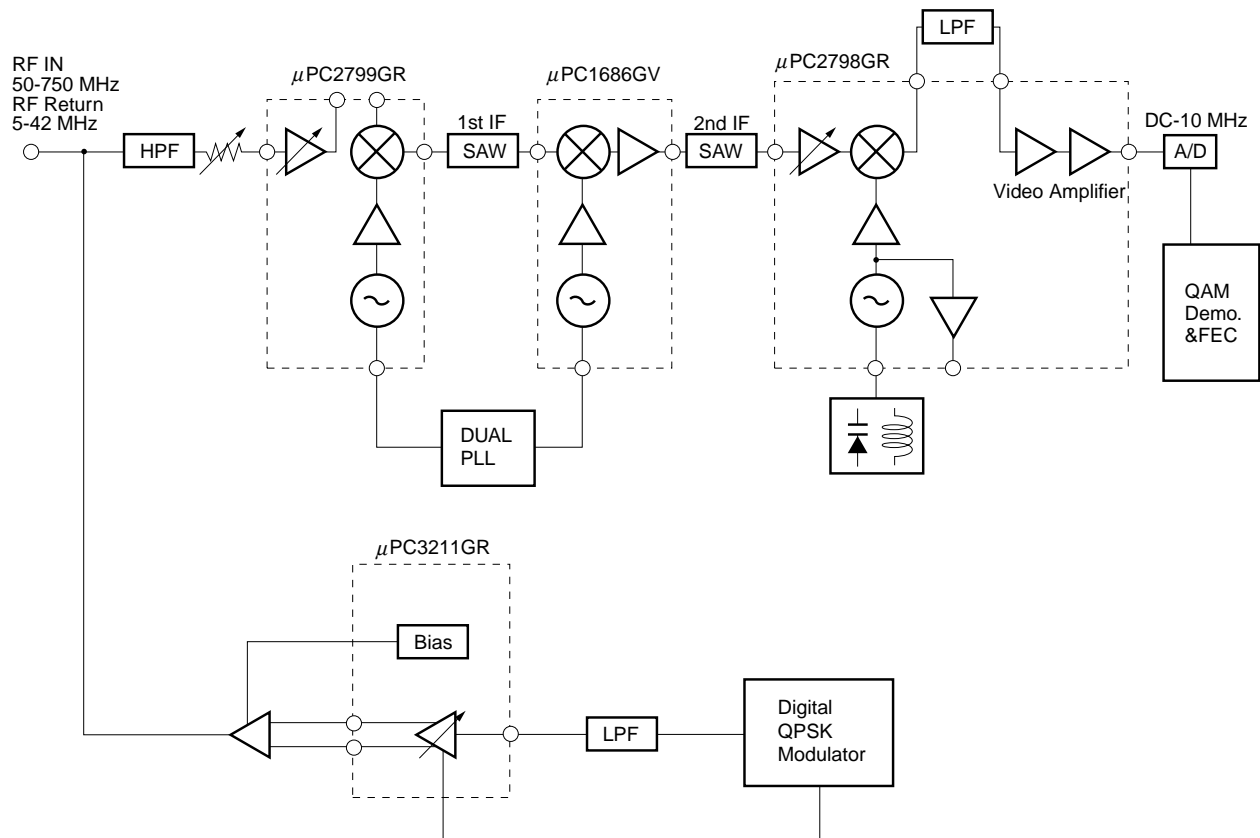 LPF
RF IN
50-750 MHz
RF Return
5-42 MHz
μPC2799GR
μPC1686GV
μPC2798GR
HPF
1st IF
SAW
2nd IF
SAW
DC-10 MHz
A/D
Video Amplifier
QAM
Demo.
&FEC
DUAL
PLL
μPC3211GR
Bias
LPF
Digital
QPSK
Modulator